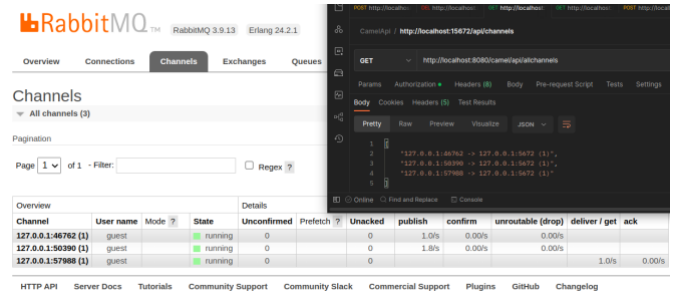 RabbitMQ TM RabbitMQ 3.9.13 Erlang 24.2.1
Overview Connections Channels Exchanges Queues
Channels
All channels (3)
Pagination
Page 1 of 1 - Filter: Regex ?
Overview Details
Channel User name Mode ? State Unconfirmed Prefetch ? Unacked publish confirm unroutable (drop) deliver / get ack
127.0.0.1:46762 (1) guest running 0 0 1.0/s 0.00/s 0.00/s
127.0.0.1:50390 (1) guest running 0 0 1.8/s 0.00/s 0.00/s
127.0.0.1:57988 (1) guest running 0 0 1.0/s 0.00/s
HTTP API Server Docs Tutorials Community Support Community Slack Commercial Support Plugins GitHub Changelog
CamelApi / http://localhost:15672/api/channels
GET http://localhost:8080/camel/api/allchannels
Params Authorization Headers (8) Body Pre-request Script Tests Settings
Body Cookies Headers (5) Test Results
Pretty Raw Preview Visualize JSON
1 [
2 "127.0.0.1:46762 -> 127.0.0.1:5672 (1)",
3 "127.0.0.1:50390 -> 127.0.0.1:5672 (1)",
4 "127.0.0.1:57988 -> 127.0.0.1:5672 (1)"
5 ]
Online Find and Replace Console